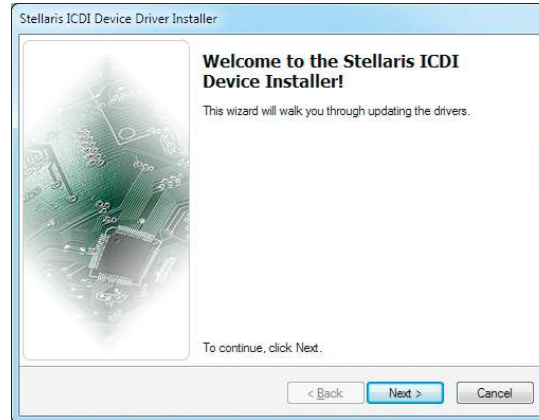 Stellaris ICDI Device Driver Installer
Welcome to the Stellaris ICDI
Device Installer!
This wizard will walk you through updating the drivers.
To continue, click Next.
< Back
Next >
Cancel